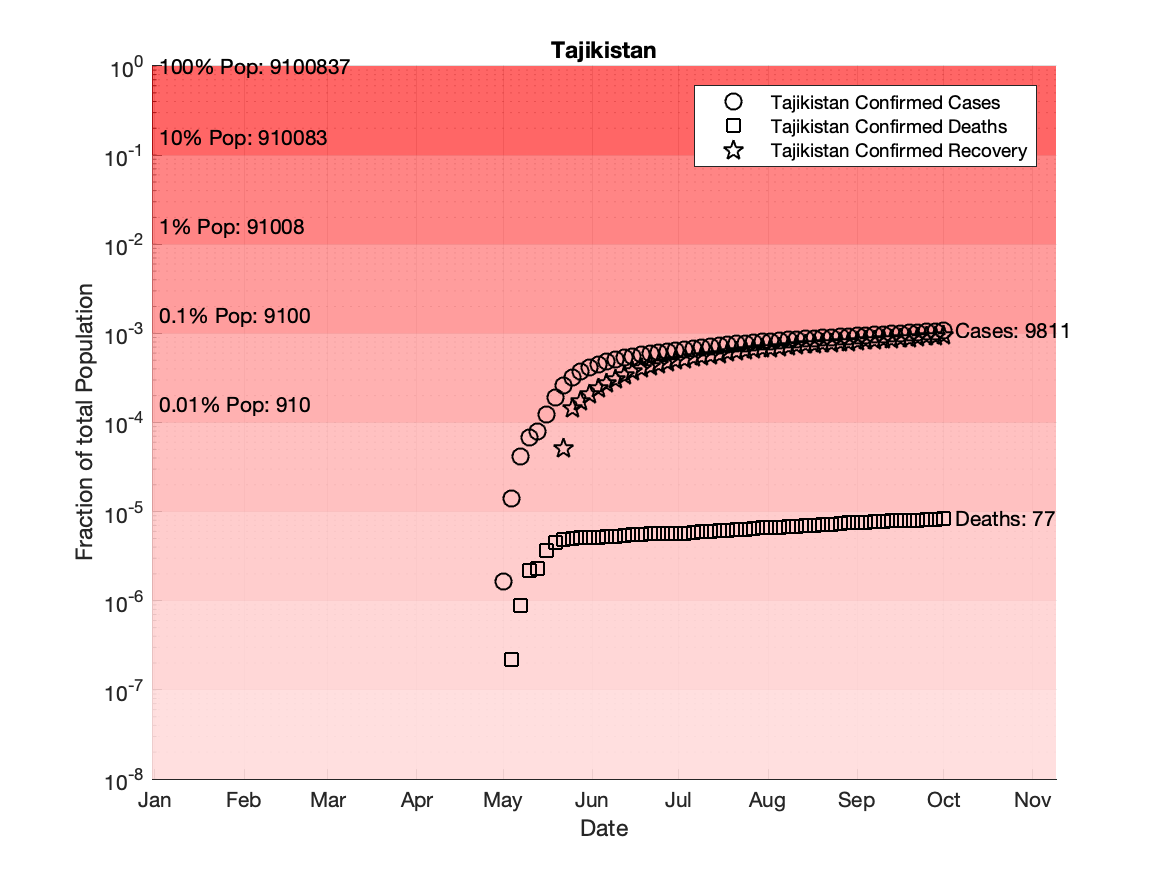 Tajikistan
10^0
100% Pop: 9100837
Tajikistan Confirmed Cases
Tajikistan Confirmed Deaths
Tajikistan Confirmed Recovery
10% Pop: 910083
10^-1
1% Pop: 91008
10^-2
0.1% Pop: 9100
10^-3
Cases: 9811
0.01% Pop: 910
10^-4
10^-5
Deaths: 77
10^-6
10^-7
10^-8
Fraction of total Population
Jan Feb Mar Apr May Jun Jul Aug Sep Oct Nov
Date